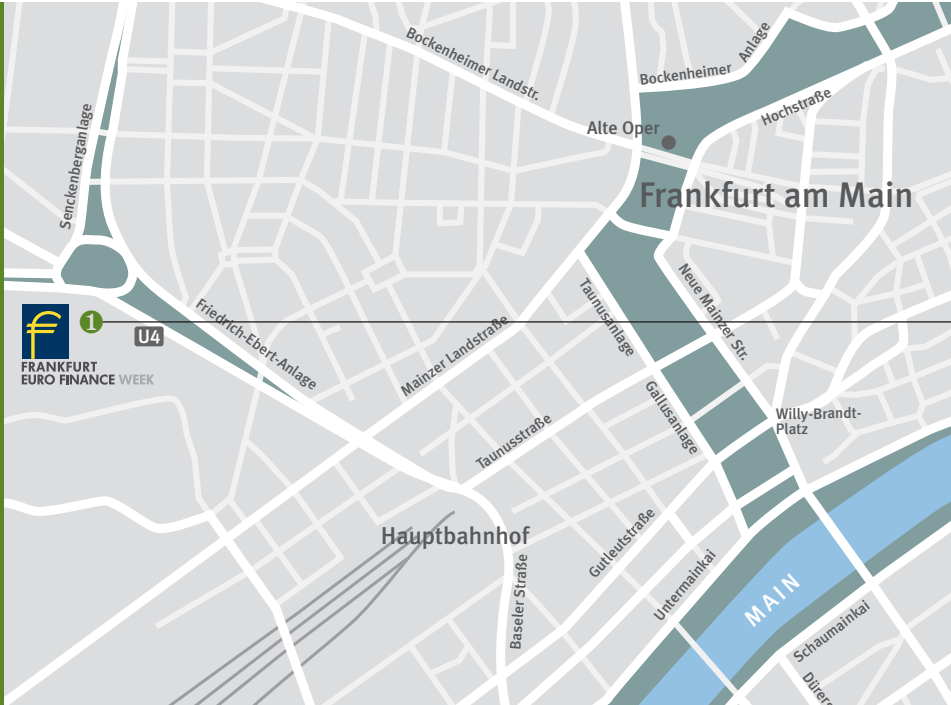 Bockenheimer Landstr.
Bockenheimer
Anlage
Hochstraße
Alte Oper
Senckenberganlage
Frankfurt am Main
Neue Mainzer Str.
Taunusanlage
1
U4
Friedrich-Ebert-Anlage
FRANKFURT
EURO FINANCE WEEK
Mainzer Landstraße
Gallusanlage
Willy-Brandt-
Platz
Taunusstraße
Hauptbahnhof
Gutleutstraße
Baseler Straße
Untermainkai
MAIN
Schaumainkai